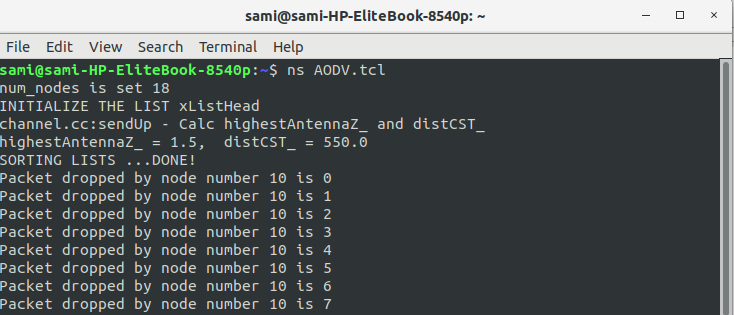 sami@sami-HP-EliteBook-8540p: ~
File Edit View Search Terminal Help
sami@sami-HP-EliteBook-8540p:~$ ns AODV.tcl
num_nodes is set 18
INITIALIZE THE LIST xListHead
channel.cc:sendUp - Calc highestAntennaZ_ and distCST_
highestAntennaZ_ = 1.5,  distCST_ = 550.0
SORTING LISTS ...DONE!
Packet dropped by node number 10 is 0
Packet dropped by node number 10 is 1
Packet dropped by node number 10 is 2
Packet dropped by node number 10 is 3
Packet dropped by node number 10 is 4
Packet dropped by node number 10 is 5
Packet dropped by node number 10 is 6
Packet dropped by node number 10 is 7